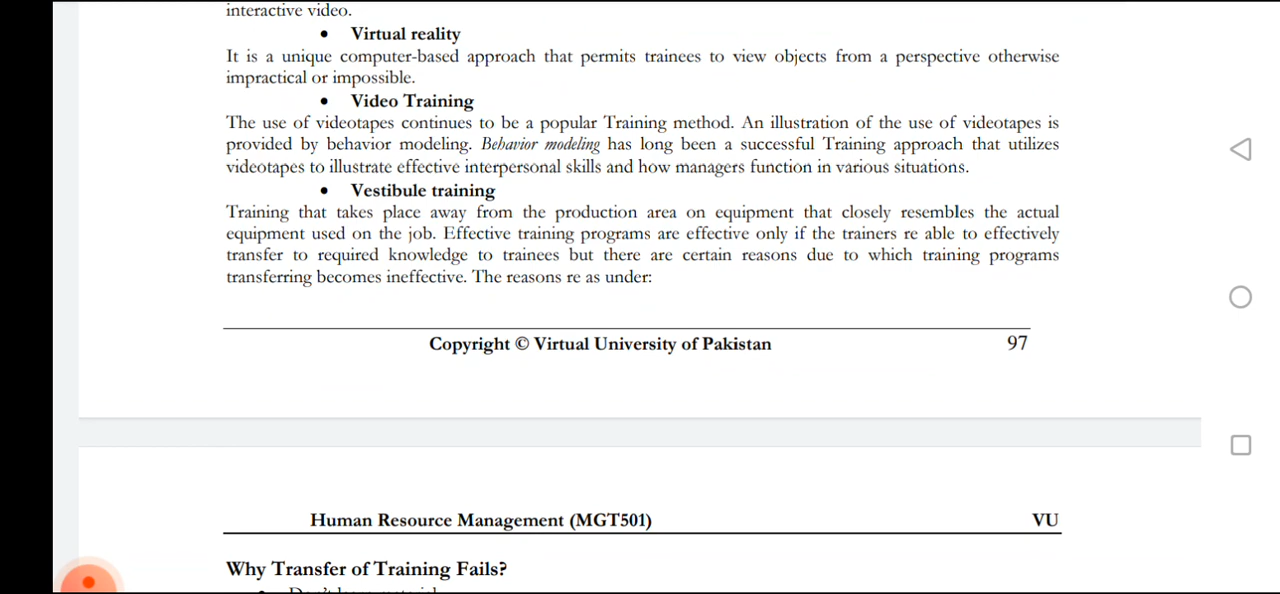 interactive video.
• Virtual reality
It is a unique computer-based approach that permits trainees to view objects from a perspective otherwise
impractical or impossible.
• Video Training
The use of videotapes continues to be a popular Training method. An illustration of the use of videotapes is
provided by behavior modeling. Behavior modeling has long been a successful Training approach that utilizes
videotapes to illustrate effective interpersonal skills and how managers function in various situations.
• Vestibule training
Training that takes place away from the production area on equipment that closely resembles the actual
equipment used on the job. Effective training programs are effective only if the trainers re able to effectively
transfer to required knowledge to trainees but there are certain reasons due to which training programs
transferring becomes ineffective. The reasons re as under:
Copyright © Virtual University of Pakistan 97
Human Resource Management (MGT501) VU
Why Transfer of Training Fails?